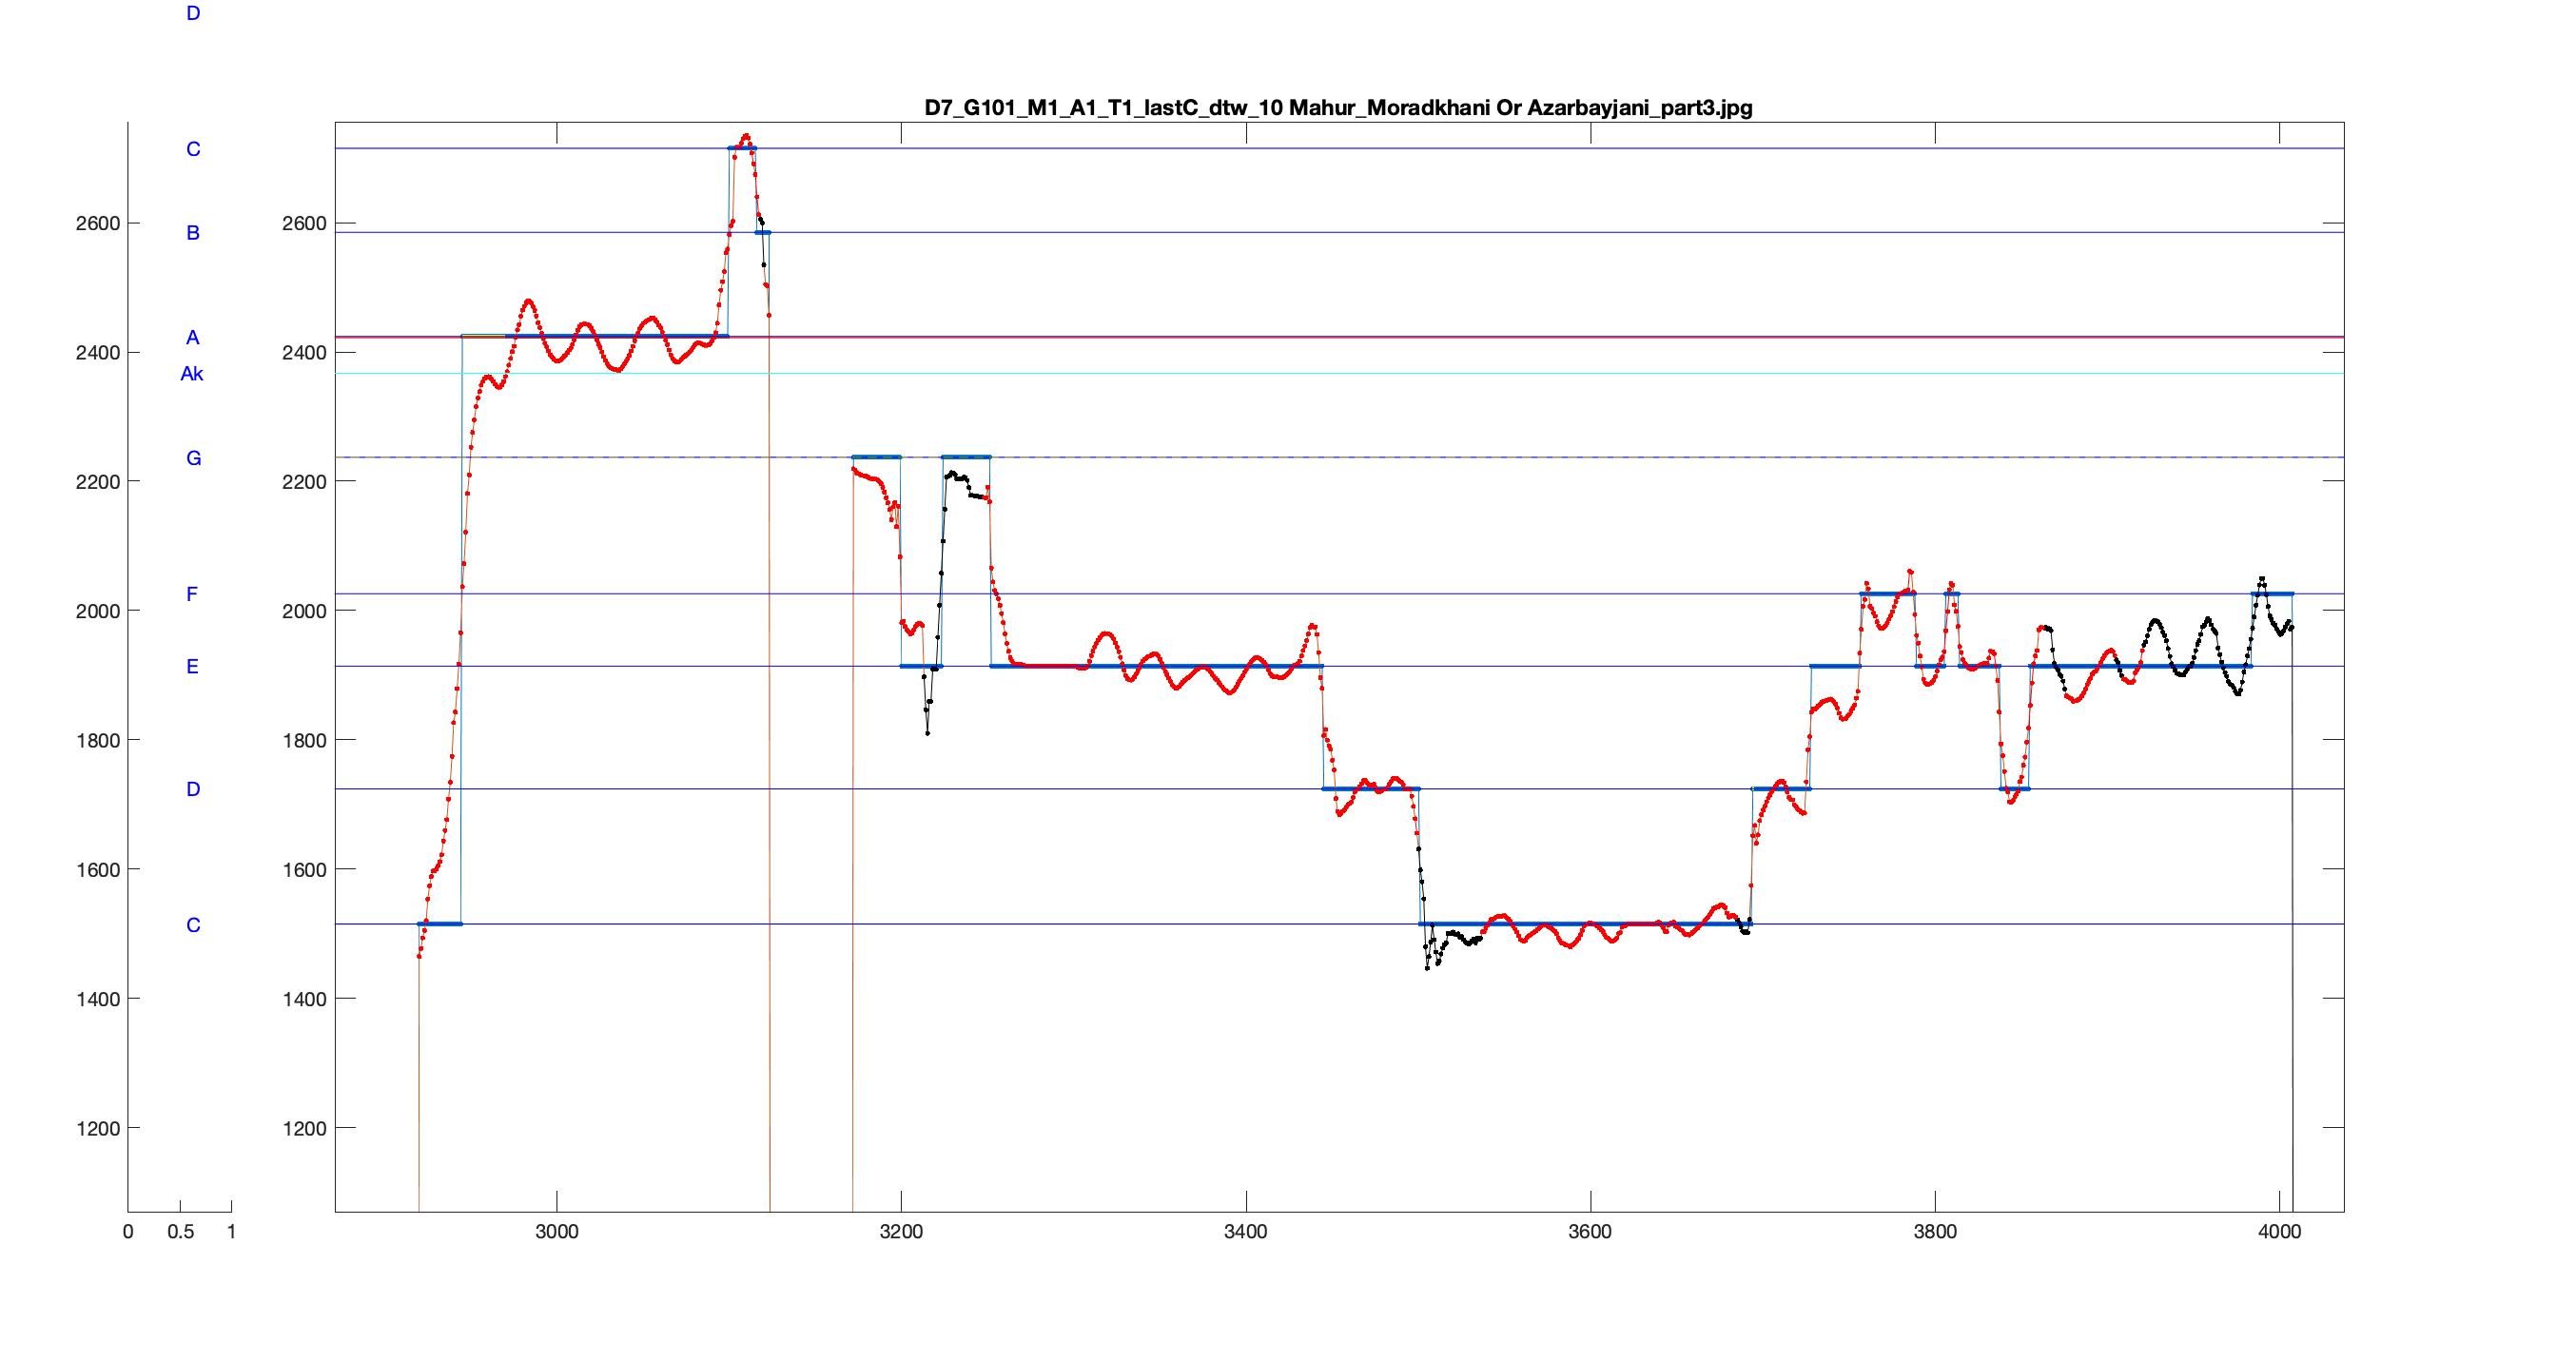 D
D7_G101_M1_A1_T1_lastC_dtw_10 Mahur_Moradkhani Or Azarbayjani_part3.jpg
C
2600 2600
B
A
2400 2400
Ak
G
2200 2200
F
2000 2000
E
1800 1800
D
1600 1600
C
1400 1400
1200 1200
0 0.5 1 3000 3200 3400 3600 3800 4000